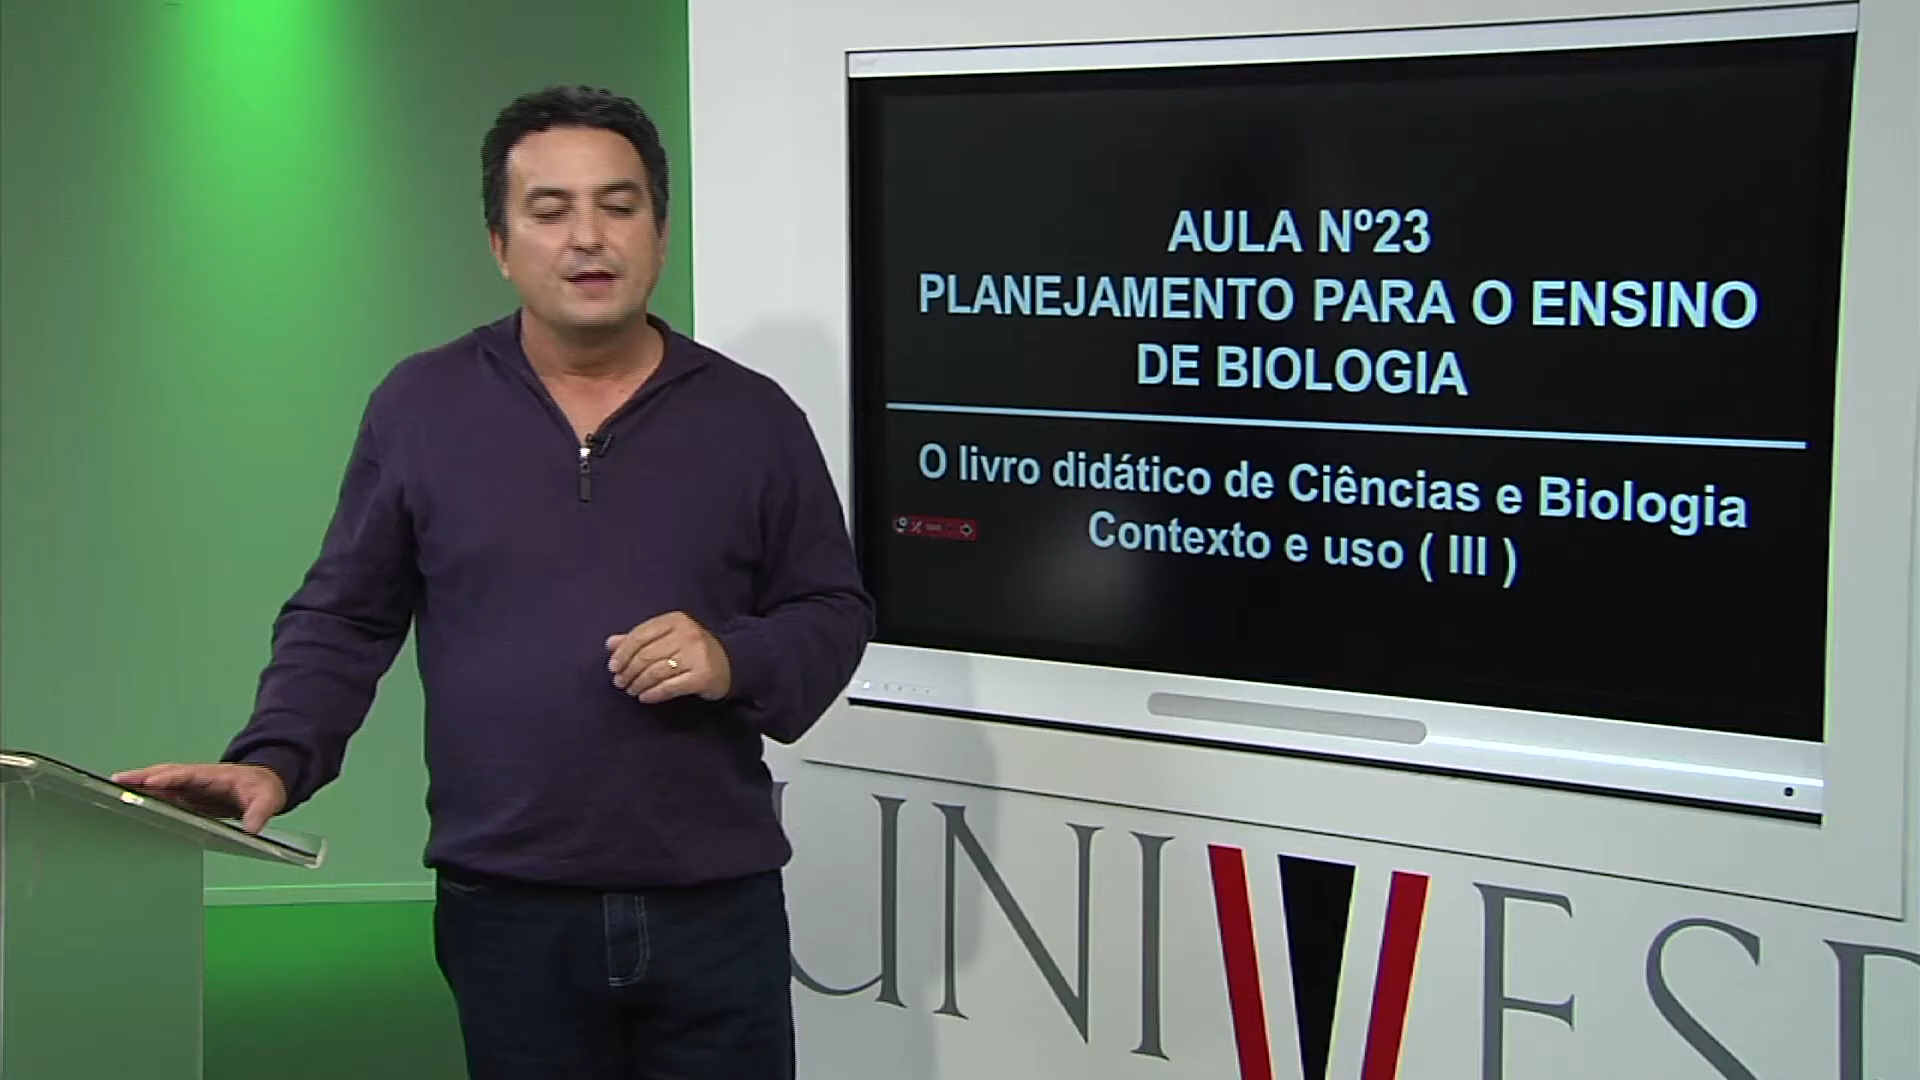 AULA Nº23
PLANEJAMENTO PARA O ENSINO
DE BIOLOGIA
O livro didático de Ciências e Biologia
Contexto e uso ( III )
UNIVESP